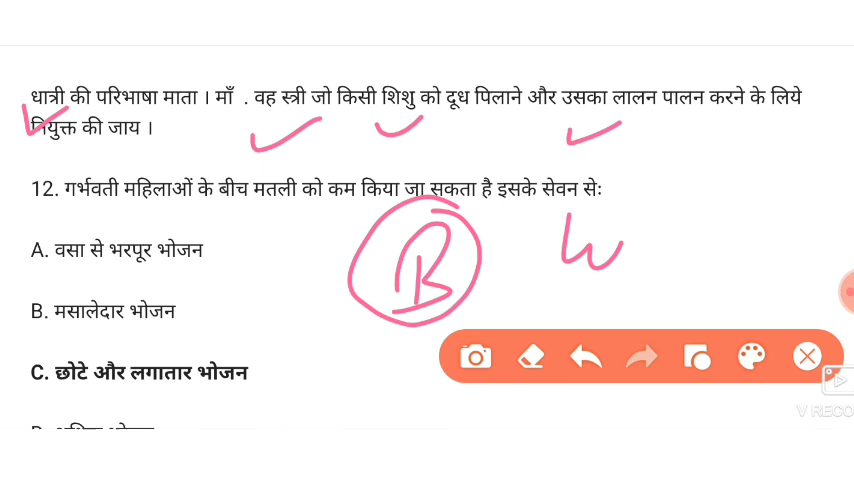 धात्री की परिभाषा माता । माँ . वह स्त्री जो किसी शिशु को दूध पिलाने और उसका लालन पालन करने के लिये
नियुक्त की जाय ।
12. गर्भवती महिलाओं के बीच मतली को कम किया जा सकता है इसके सेवन से:
A. वसा से भरपूर भोजन
B
B. मसालेदार भोजन
C. छोटे और लगातार भोजन
V RECO